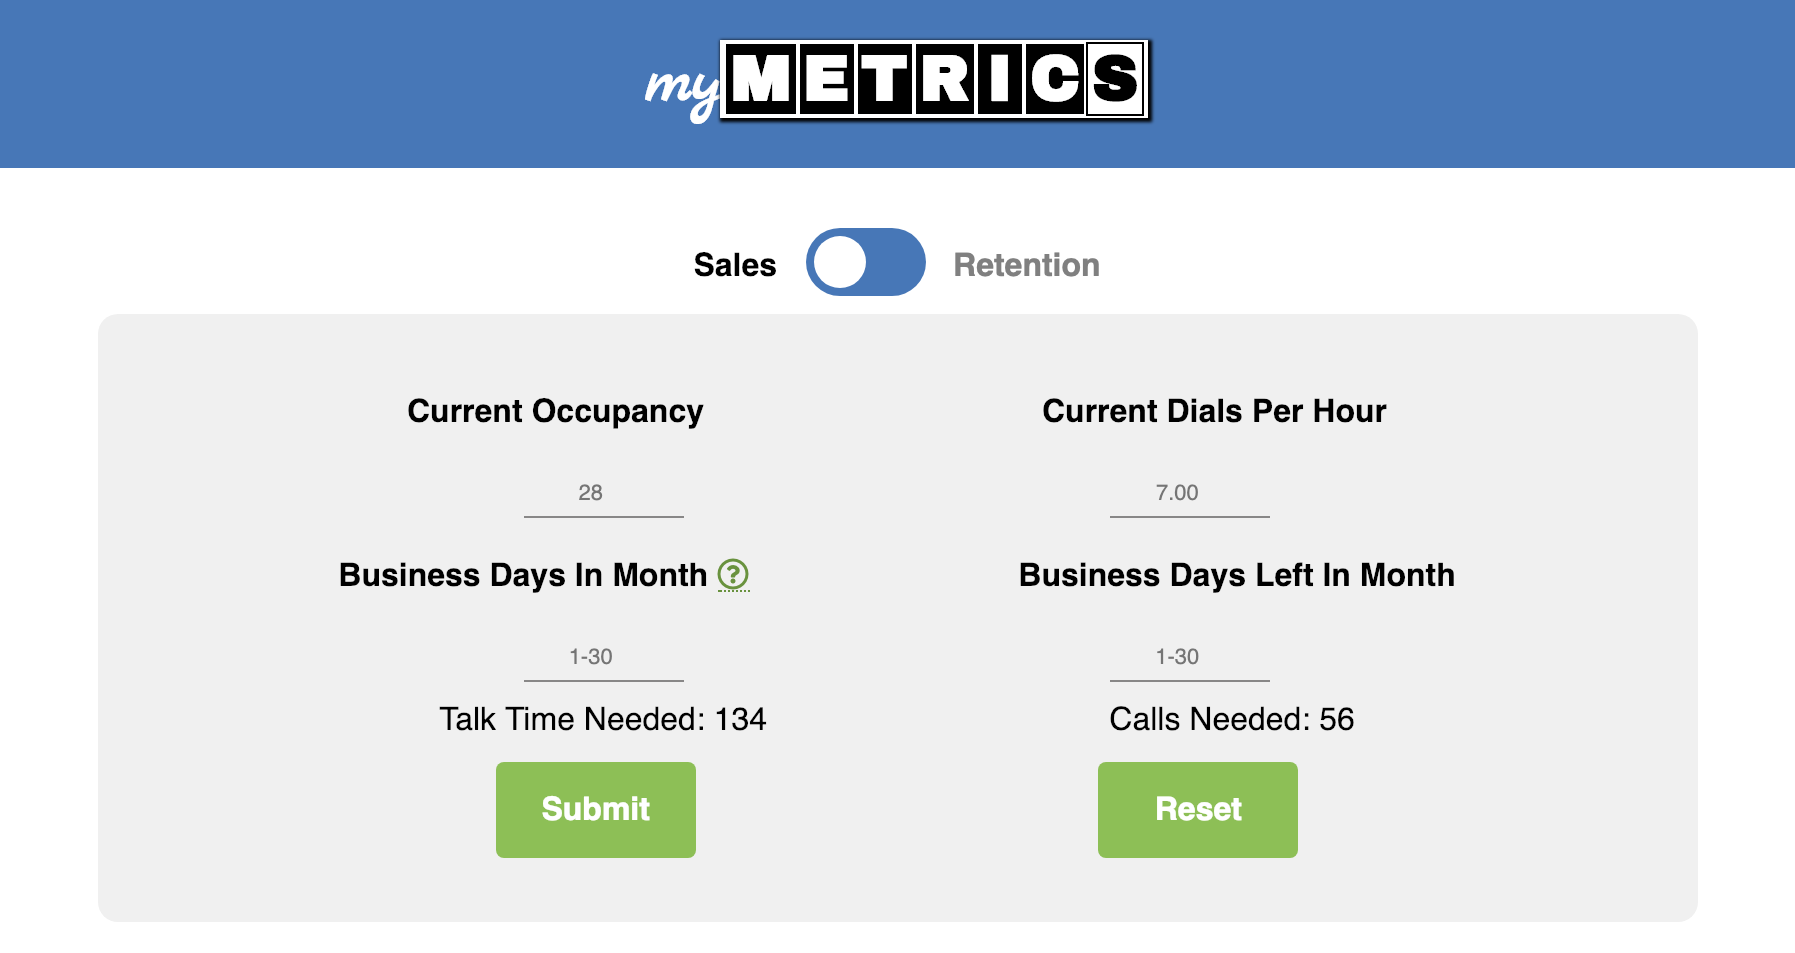 myMETRICS
Sales Retention
Current Occupancy Current Dials Per Hour
28 7.00
Business Days In Month ? Business Days Left In Month
1-30 1-30
Talk Time Needed: 134 Calls Needed: 56
Submit Reset